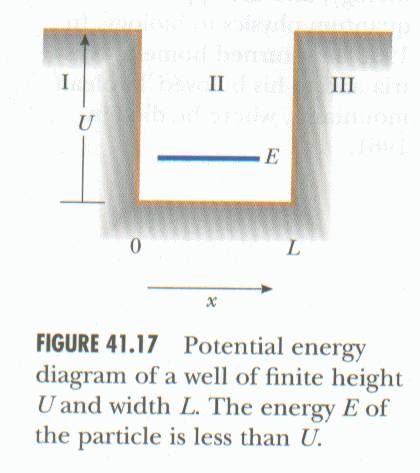 I II III
U
E
0 L
x
FIGURE 41.17 Potential energy
diagram of a well of finite height
U and width L. The energy E of
the particle is less than U.